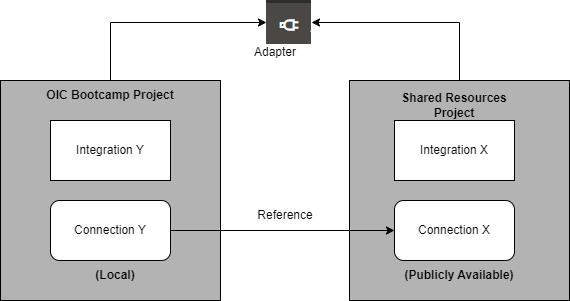 Adapter
OIC Bootcamp Project
Shared Resources
Project
Integration Y
Integration X
Reference
Connection Y
Connection X
(Local)
(Publicly Available)